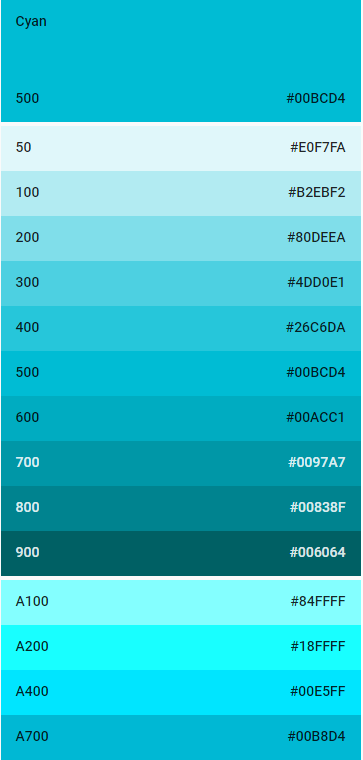 Cyan
500 #00BCD4
50 #E0F7FA
100 #B2EBF2
200 #80DEEA
300 #4DD0E1
400 #26C6DA
500 #00BCD4
600 #00ACC1
700 #0097A7
800 #00838F
900 #006064
A100 #84FFFF
A200 #18FFFF
A400 #00E5FF
A700 #00B8D4